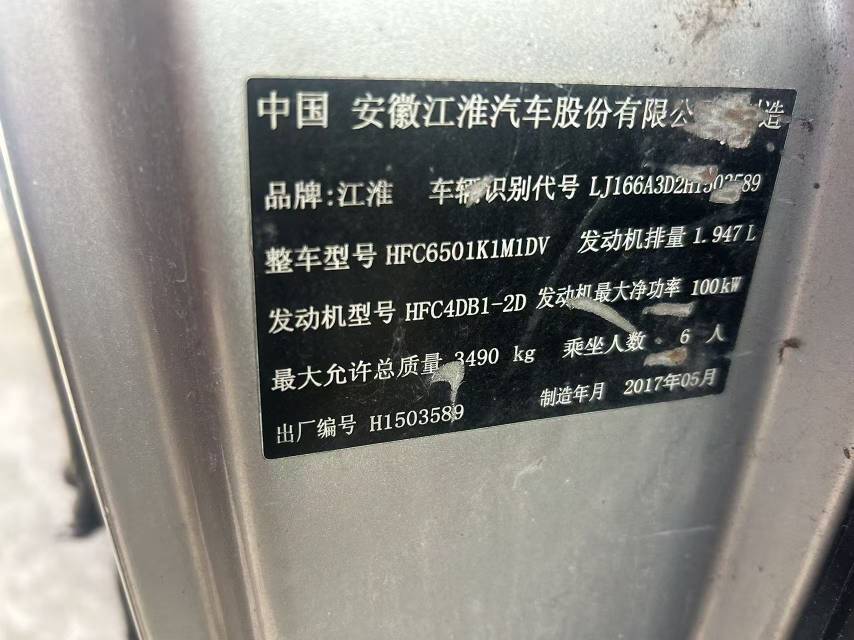 中国 安徽江淮汽车股份有限公 造
品牌:江淮 车辆识别代号 LJ166A3D2H1503589
整车型号 HFC6501K1M1DV 发动机排量 1.947L
发动机型号 HFC4DB1-2D 发动机最大净功率 100kW
最大允许总质量 3490 kg 乘坐人数 6 人
出厂编号 H1503589 制造年月 2017年05月